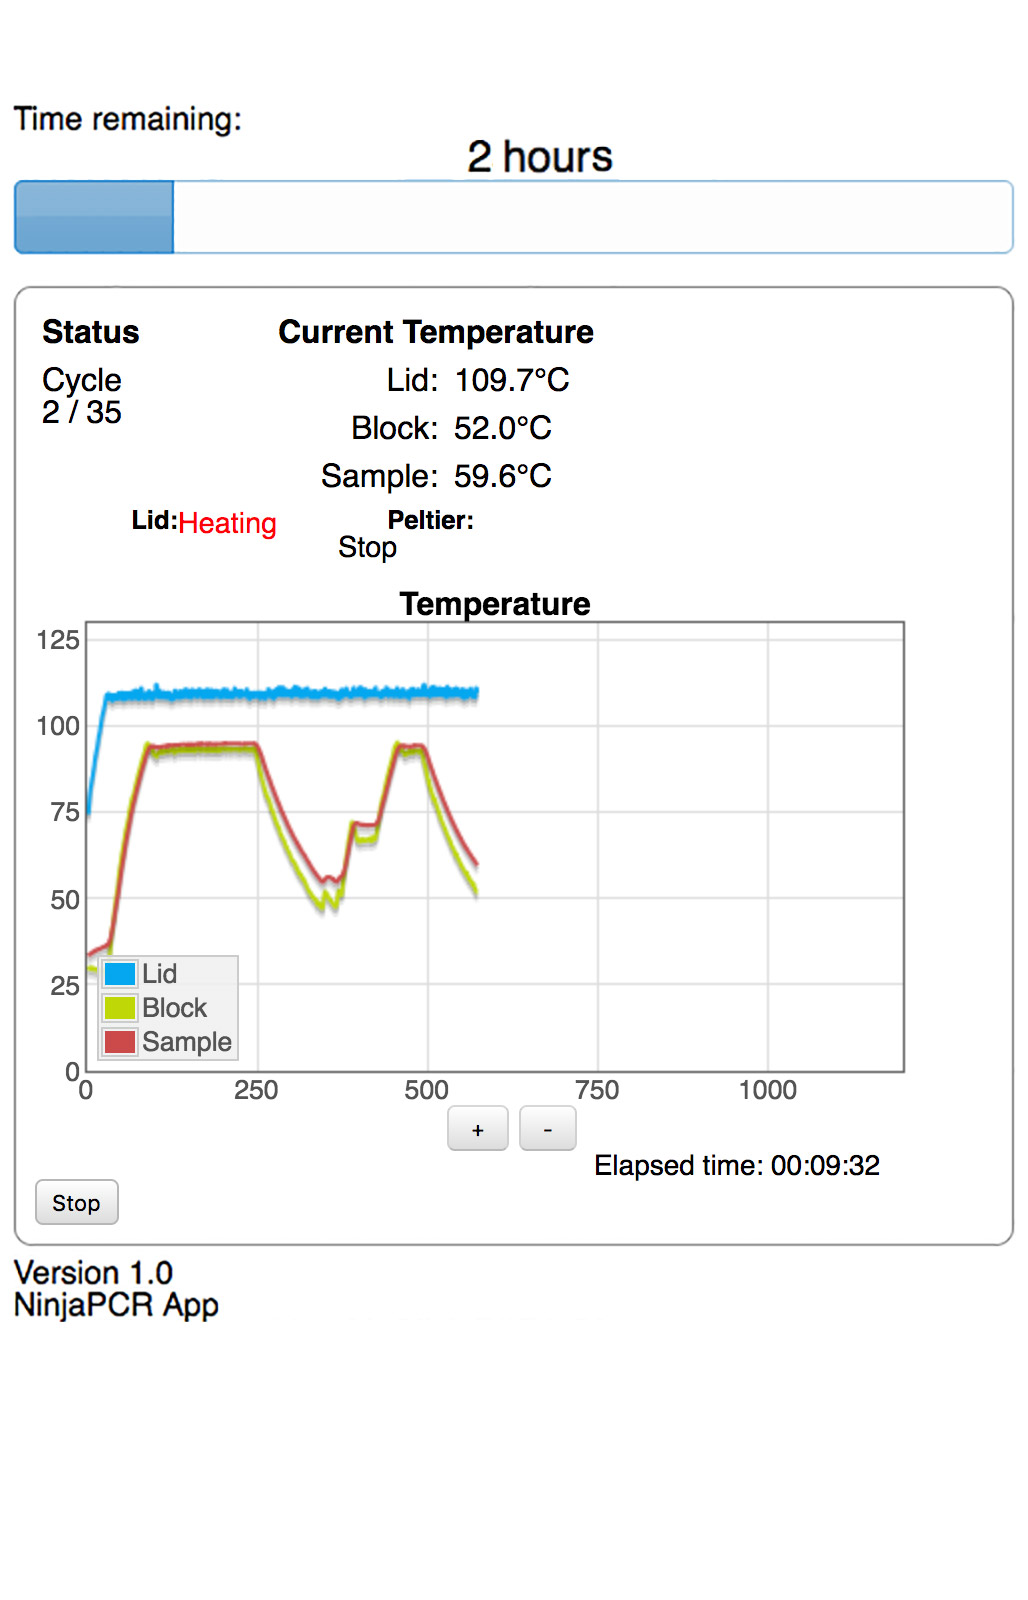 Time remaining:
2 hours
Status
Current Temperature
Cycle
2 / 35
Lid: 109.7°C
Block: 52.0°C
Sample: 59.6°C
Lid:Heating
Peltier:
Stop
Temperature
125
100
75
50
25
0
Lid
Block
Sample
0 250 500 750 1000
+ -
Elapsed time: 00:09:32
Stop
Version 1.0
NinjaPCR App